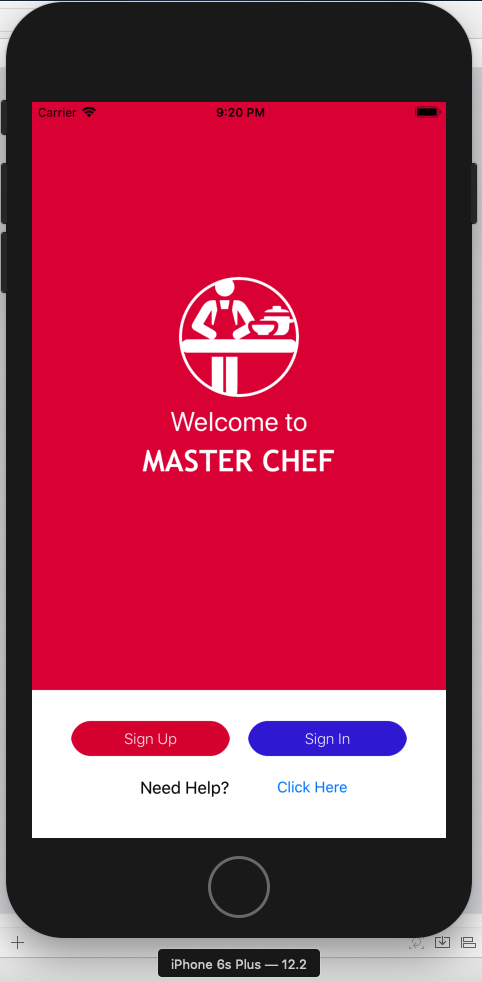 Carrier 9:20 PM
Welcome to
MASTER CHEF
Sign Up Sign In
Need Help? Click Here
iPhone 6s Plus — 12.2